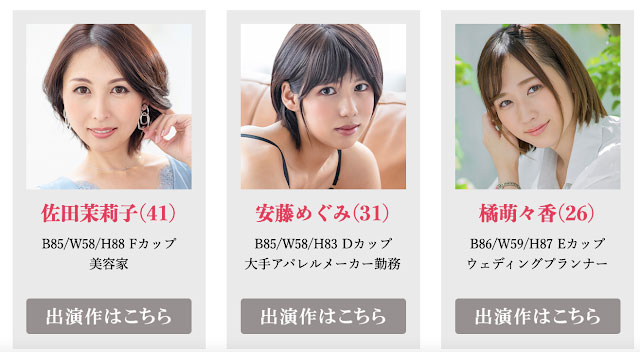 佐田茉莉子(41)
B85/W58/H88 Fカップ
美容家
出演作はこちら
安藤めぐみ(31)
B85/W58/H83 Dカップ
大手アパレルメーカー勤務
出演作はこちら
橘萌々香(26)
B86/W59/H87 Eカップ
ウェディングプランナー
出演作はこちら